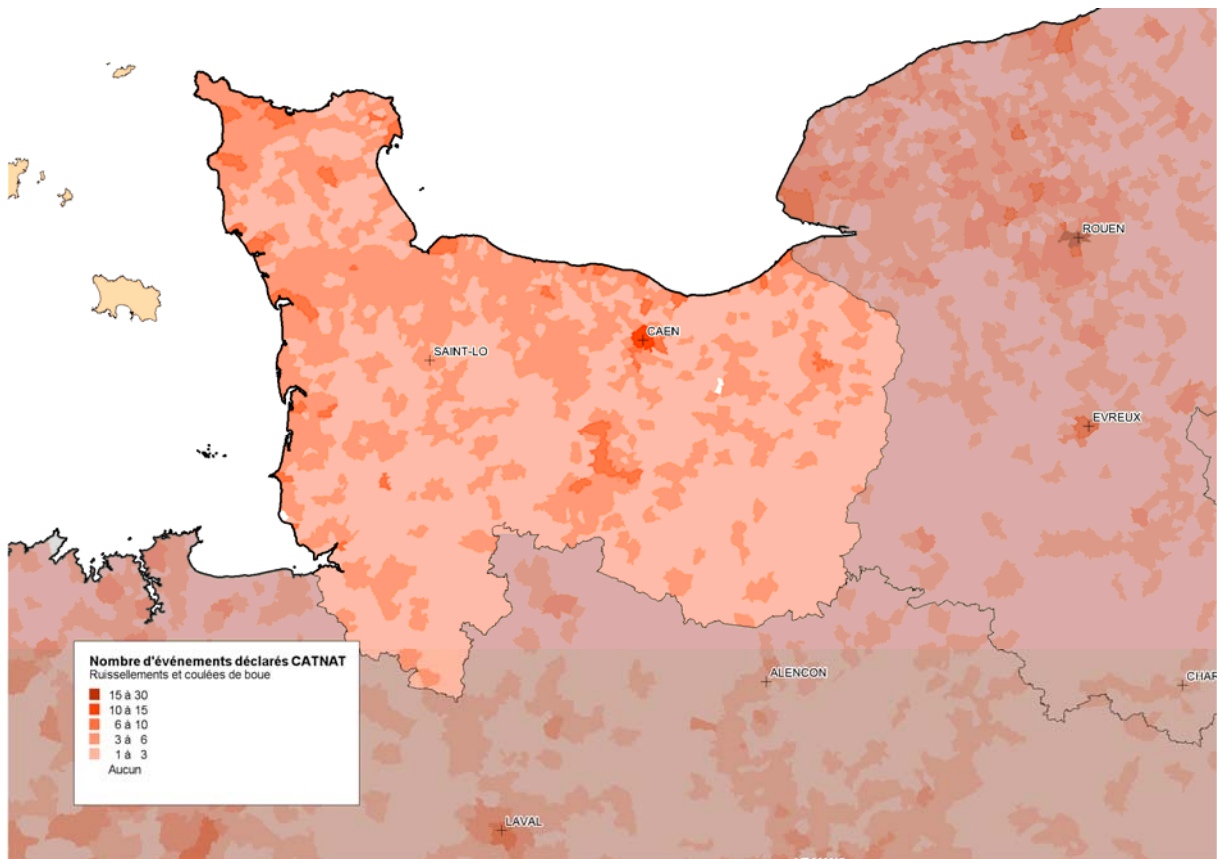 ROUEN
CAEN
SAINT-LO
EVREUX
Nombre d'événements déclarés CATNAT
Ruissellements et coulées de boue
15 à 30
10 à 15
6 à 10
3 à 6
1 à 3
Aucun
ALENCON
CHAR
LAVAL